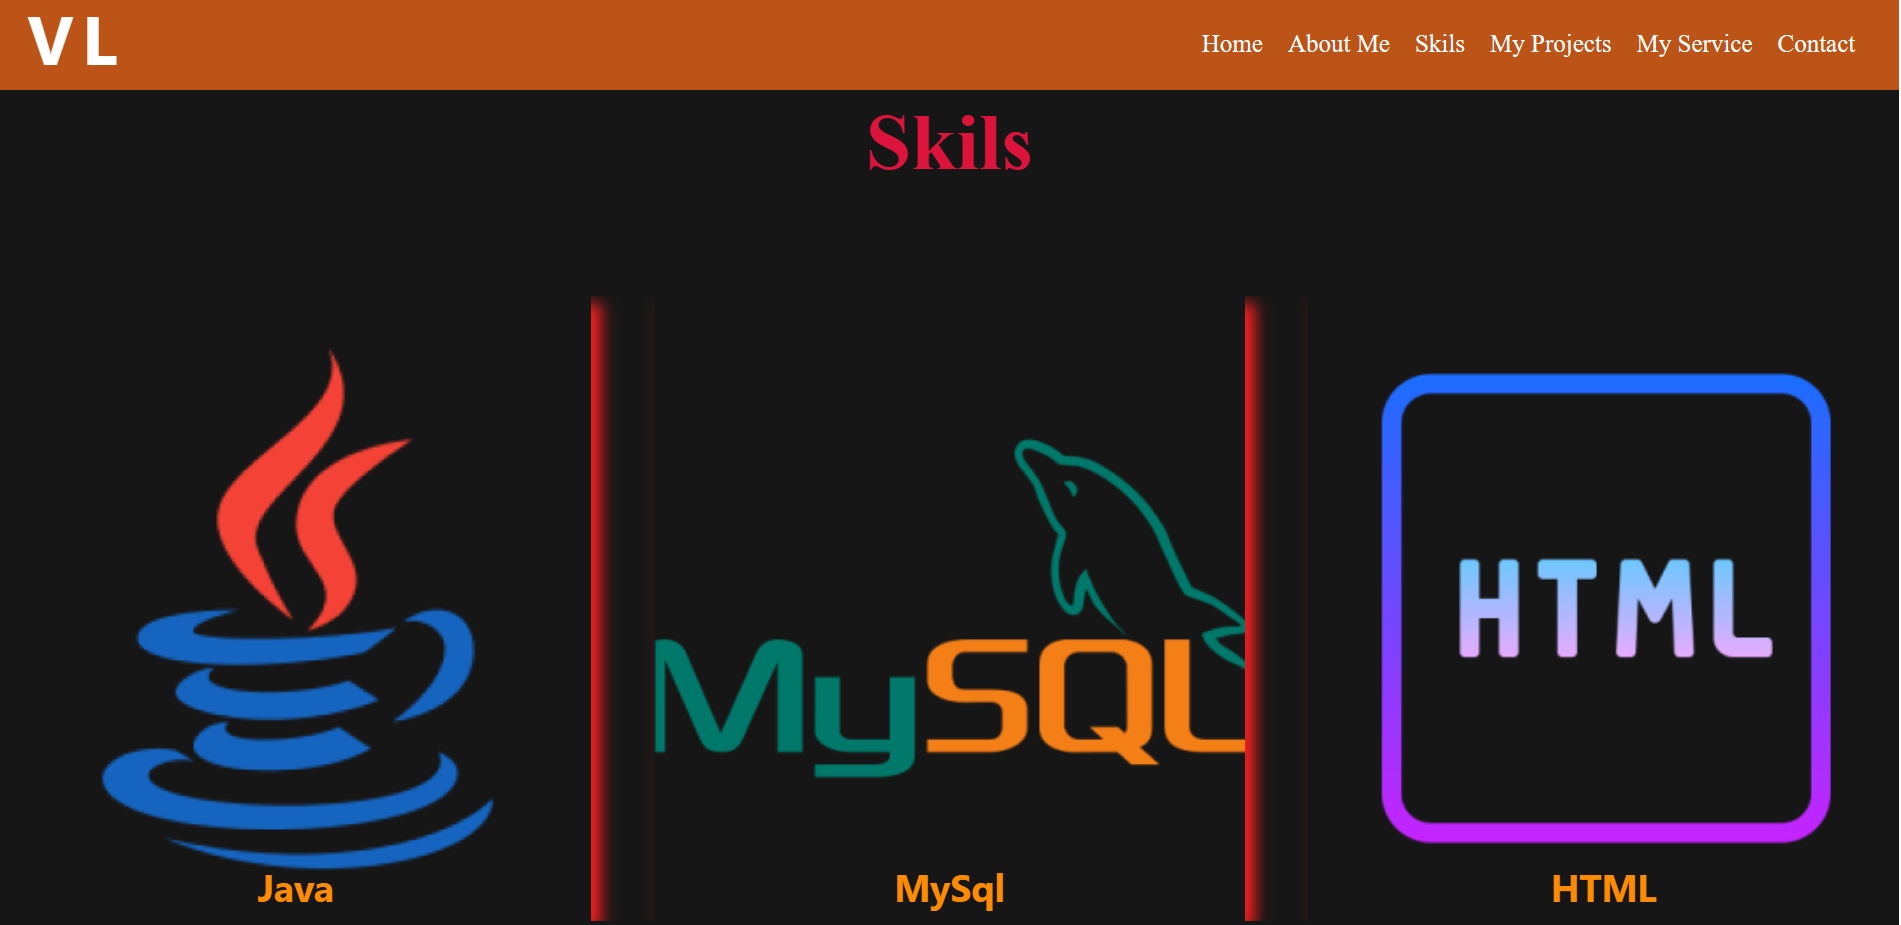 VL
Home About Me Skils My Projects My Service Contact
Skils
MySQL
HTML
Java
MySql
HTML